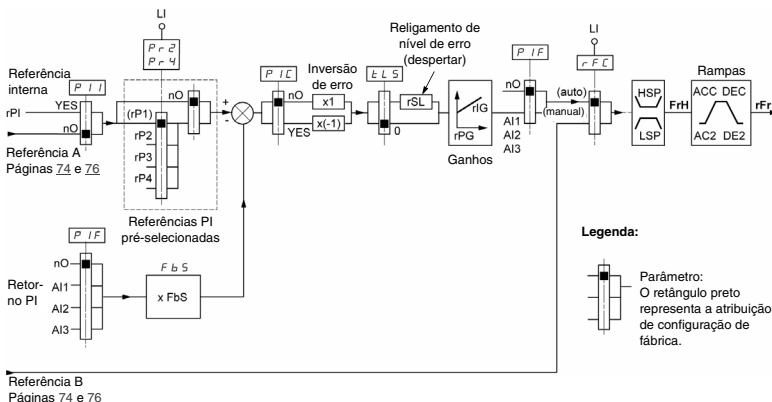 LI
Pr2
Pr4
Referência
interna
PII
YES
rPI
nO
Referência A
Páginas 74 e 76
nO
(rP1)
rP2
rP3
rP4
Referências PI
pré-selecionadas
+
-
PIC
nO
YES
Inversão
de erro
x1
x(-1)
tLS
0
Religamento de
nível de erro
(despertar)
rSL
rIG
rPG
Ganhos
PIF
nO
AI1
AI2
AI3
LI
rFC
(auto)
(manual)
HSP
LSP
FrH
Rampas
ACC DEC
AC2 DE2
rFr
PIF
Retor-
no PI
nO
AI1
AI2
AI3
FbS
x FbS
Legenda:
Parâmetro:
O retângulo preto
representa a atribuição
de configuração de
fábrica.
Referência B
Páginas 74 e 76